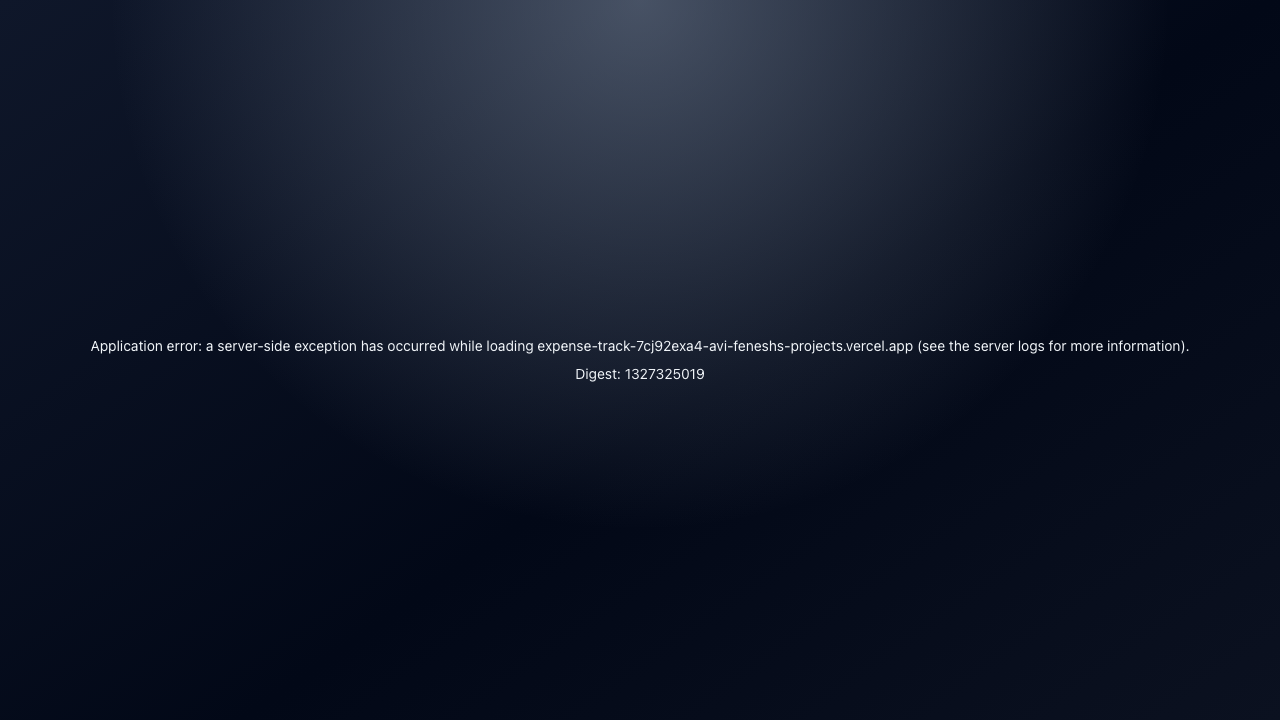 Application error: a server-side exception has occurred while loading expense-track-7cj92exa4-avi-feneshs-projects.vercel.app (see the server logs for more information).
Digest: 1327325019